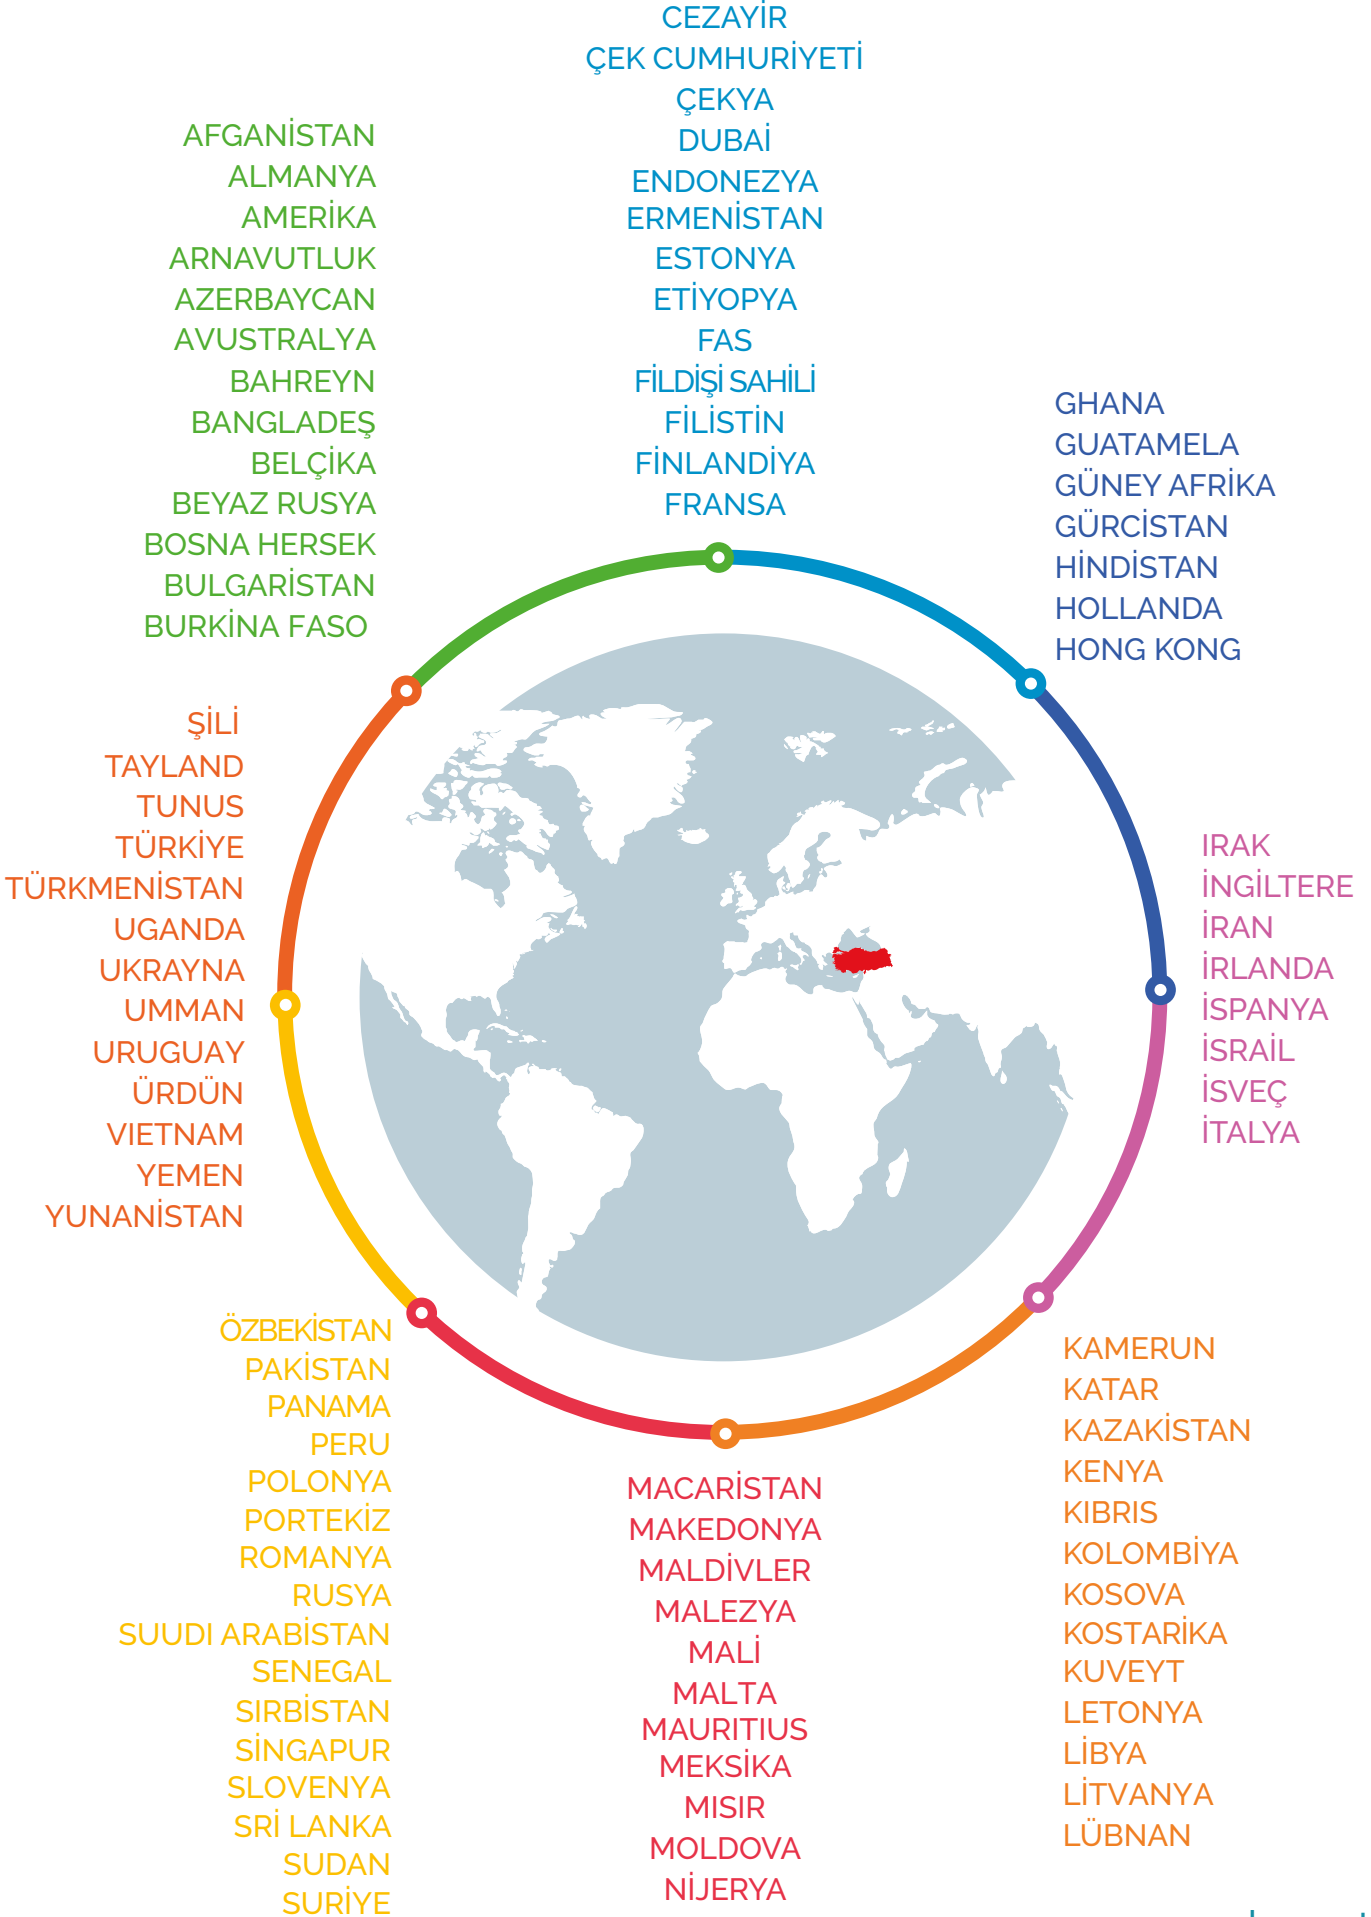 AFGANİSTAN
ALMANYA
AMERİKA
ARNAVUTLUK
AZERBAYCAN
AVUSTRALYA
BAHREYN
BANGLADEŞ
BELÇİKA
BEYAZ RUSYA
BOSNA HERSEK
BULGARİSTAN
BURKİNA FASO
CEZAYİR
ÇEK CUMHURİYETİ
ÇEKYA
DUBAİ
ENDONEZYA
ERMENİSTAN
ESTONYA
ETİYOPYA
FAS
FİLDİŞİ SAHİLİ
FİLİSTİN
FİNLANDİYA
FRANSA
GHANA
GUATAMELA
GÜNEY AFRİKA
GÜRCİSTAN
HİNDİSTAN
HOLLANDA
HONG KONG
IRAK
İNGİLTERE
İRAN
İRLANDA
İSPANYA
İSRAİL
İSVEÇ
İTALYA
KAMERUN
KATAR
KAZAKİSTAN
KENYA
KIBRIS
KOLOMBİYA
KOSOVA
KOSTARİKA
KUVEYT
LETONYA
LİBYA
LİTVANYA
LÜBNAN
MACARİSTAN
MAKEDONYA
MALDİVLER
MALEZYA
MALİ
MALTA
MAURITIUS
MEKSİKA
MISIR
MOLDOVA
NİJERYA
ÖZBEKİSTAN
PAKİSTAN
PANAMA
PERU
POLONYA
PORTEKİZ
ROMANYA
RUSYA
SUUDI ARABİSTAN
SENEGAL
SIRBİSTAN
SİNGAPUR
SLOVENYA
SRİ LANKA
SUDAN
SURİYE
ŞİLİ
TAYLAND
TUNUS
TÜRKİYE
TÜRKMENİSTAN
UGANDA
UKRAYNA
UMMAN
URUGUAY
ÜRDÜN
VIETNAM
YEMEN
YUNANİSTAN